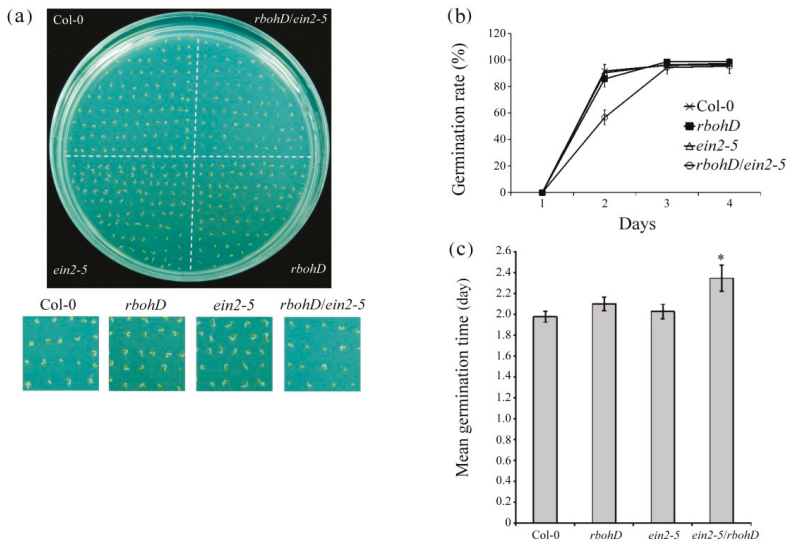 (a)
Col-0
rbohD/ein2-5
ein2-5
rbohD
Col-0
rbohD
ein2-5
rbohD/ein2-5
(b)
Germination rate (%)
120
100
80
60
40
20
0
1
2
3
4
Days
Col-0
rbohD
ein2-5
rbohD/ein2-5
(c)
Mean germination time (day)
2.6
2.4
2.2
2.0
1.8
1.6
1.4
1.2
1.0
0.8
0.6
0.4
0.2
0
*
Col-0
rbohD
ein2-5
ein2-5/rbohD